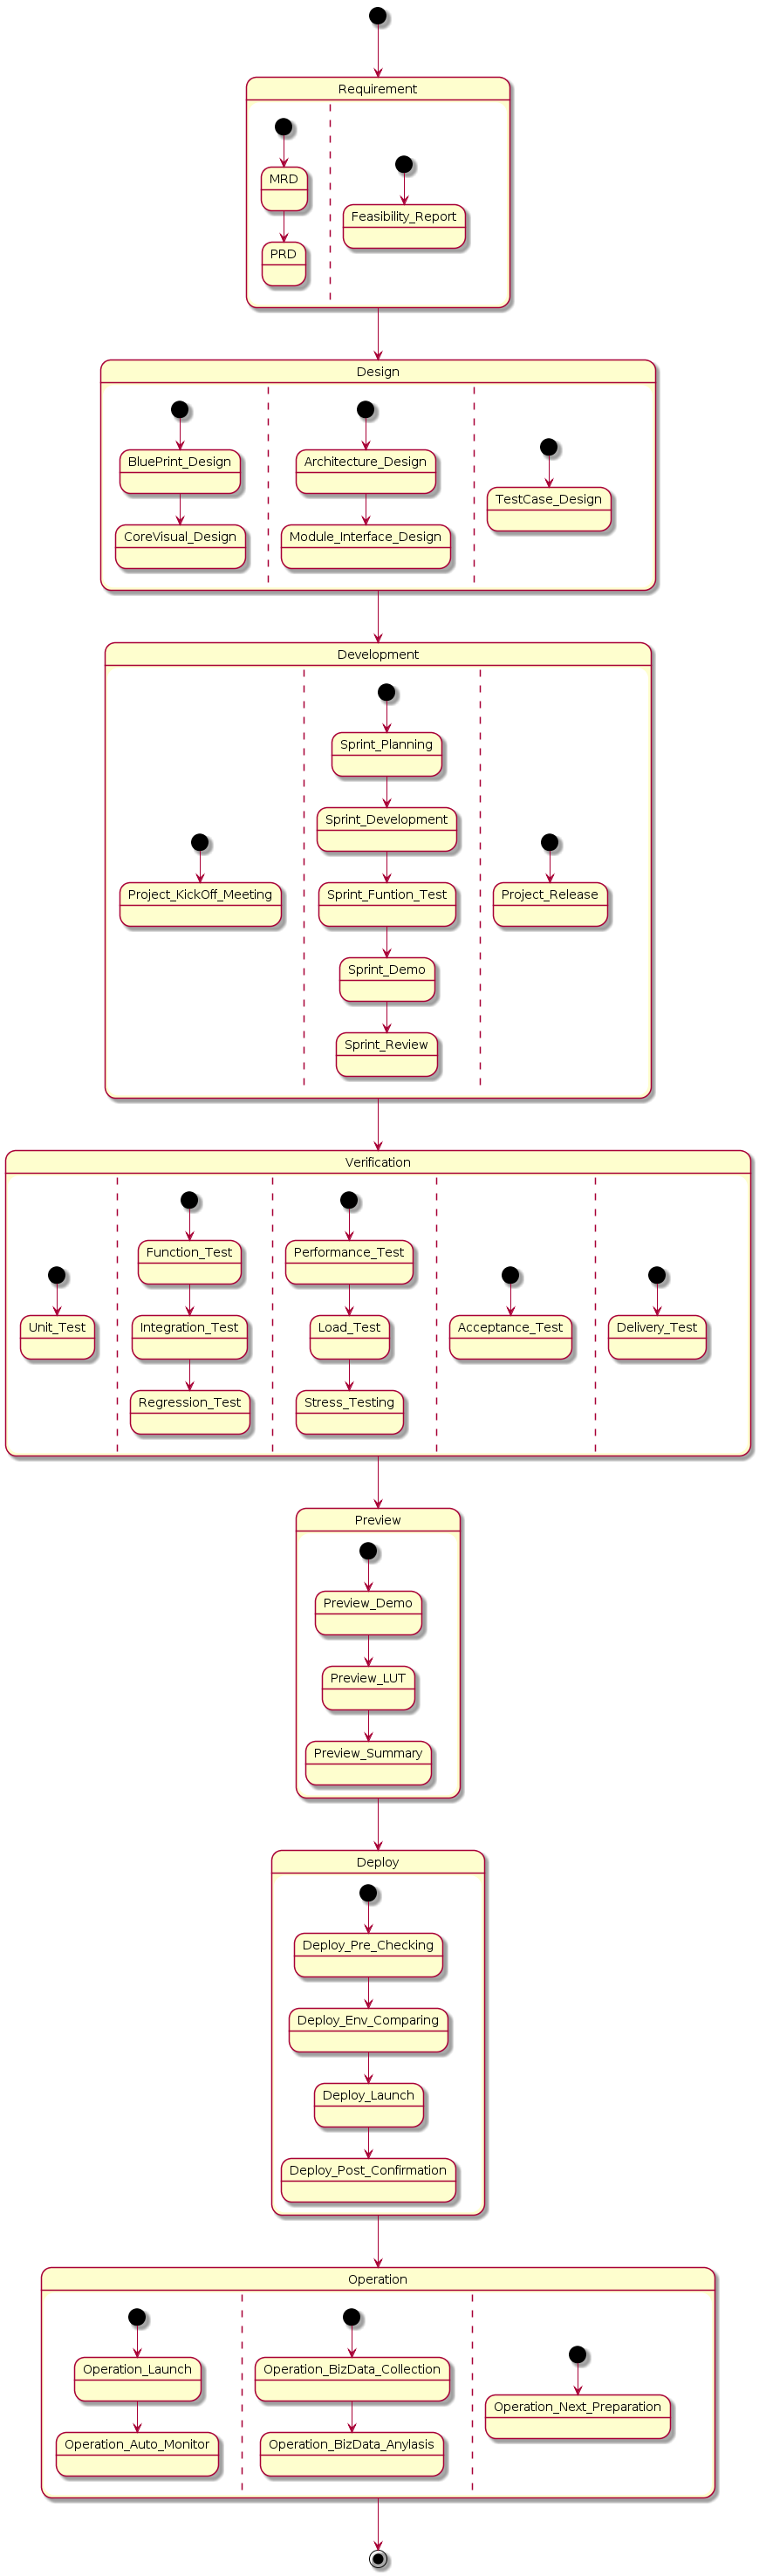 Requirement
MRD
PRD
Feasibility_Report
Design
BluePrint_Design
CoreVisual_Design
Architecture_Design
Module_Interface_Design
TestCase_Design
Development
Project_KickOff_Meeting
Sprint_Planning
Sprint_Development
Sprint_Funtion_Test
Sprint_Demo
Sprint_Review
Project_Release
Verification
Unit_Test
Function_Test
Integration_Test
Regression_Test
Performance_Test
Load_Test
Stress_Testing
Acceptance_Test
Delivery_Test
Preview
Preview_Demo
Preview_LUT
Preview_Summary
Deploy
Deploy_Pre_Checking
Deploy_Env_Comparing
Deploy_Launch
Deploy_Post_Confirmation
Operation
Operation_Launch
Operation_Auto_Monitor
Operation_BizData_Collection
Operation_BizData_Anylasis
Operation_Next_Preparation